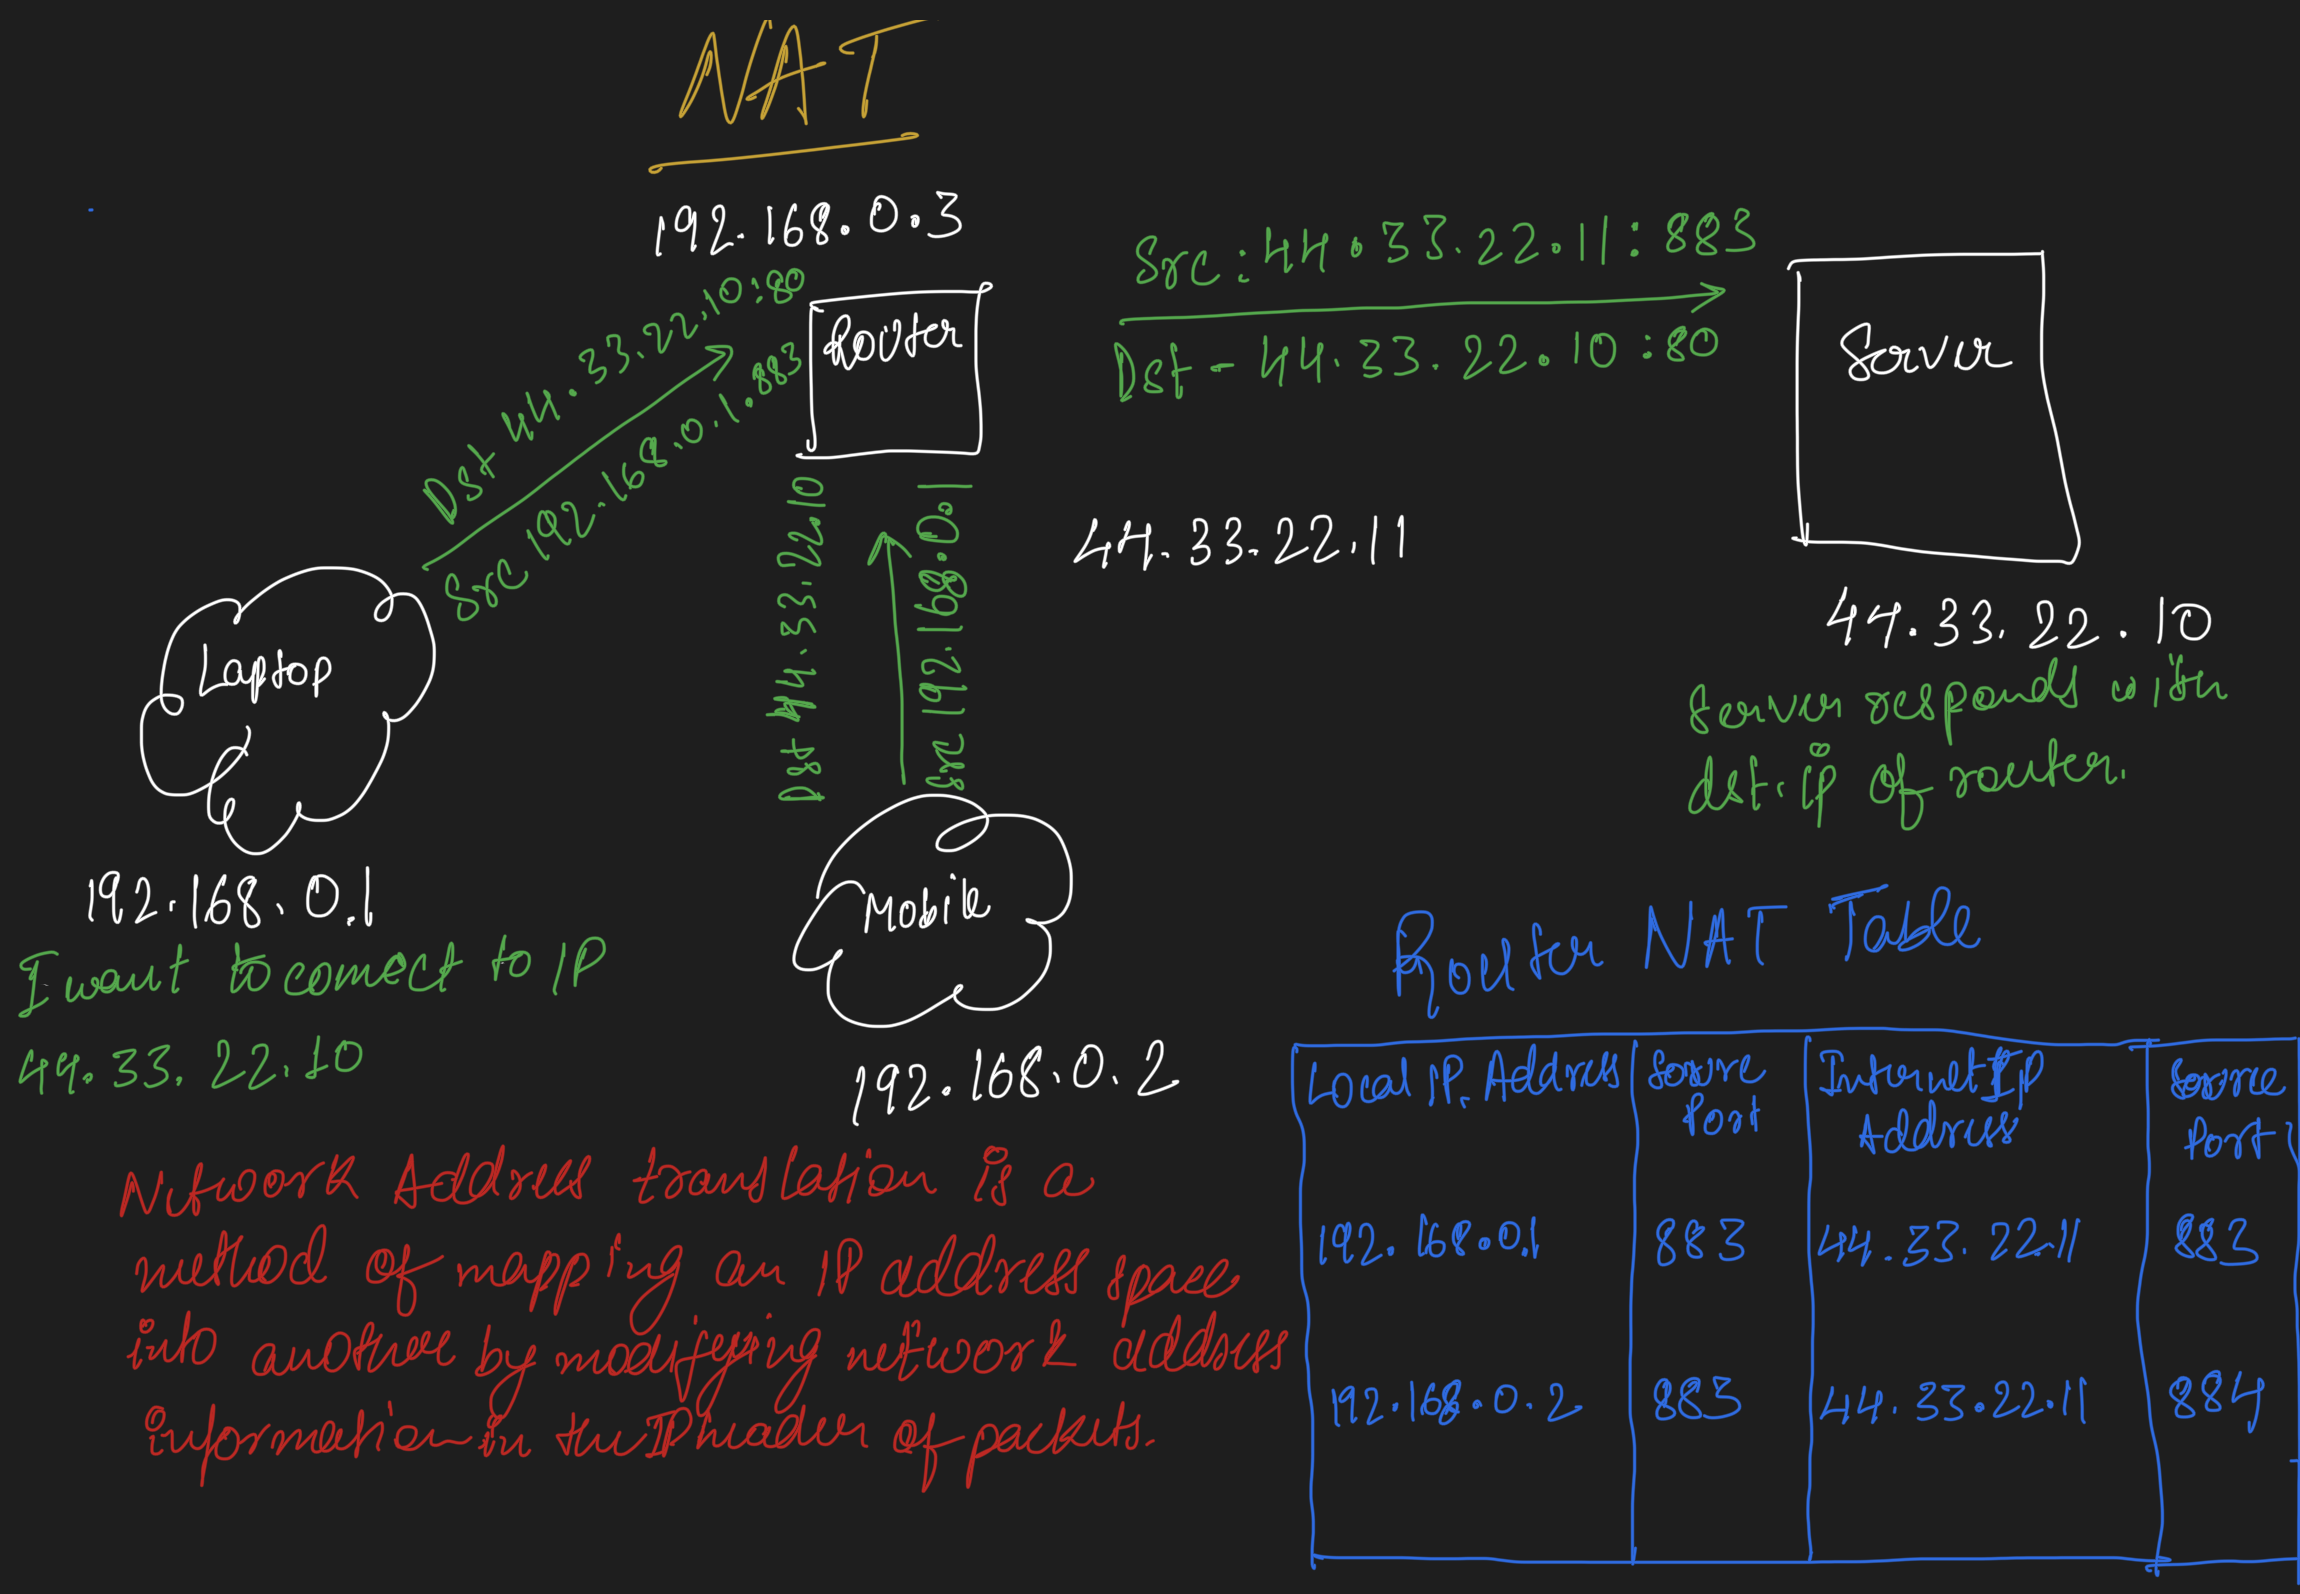 NAT
192.168.0.3
Dst 44.33.22.10:80
Src 192.168.0.1.883
Router
Src:44.33.22.11:883
Dst - 44.33.22.10:80
Server
Dst 44.33.22.10
Src 192.168.0.1
44.33.22.11
44.33.22.10
Server responds with
dst.ip of router.
Laptop
192.168.0.1
I want to connect to IP
44.33.22.10
Mobile
192.168.0.2
Network Address translation is a
method of mapping an IP address space
into another by modifying network address
information in the IP header of packets.
Router NAT Table
Local IP. Address Source Port Internet IP Address Source Port
192.168.0.1 883 44.33.22.11 883
192.168.0.2 883 44.33.22.11 884